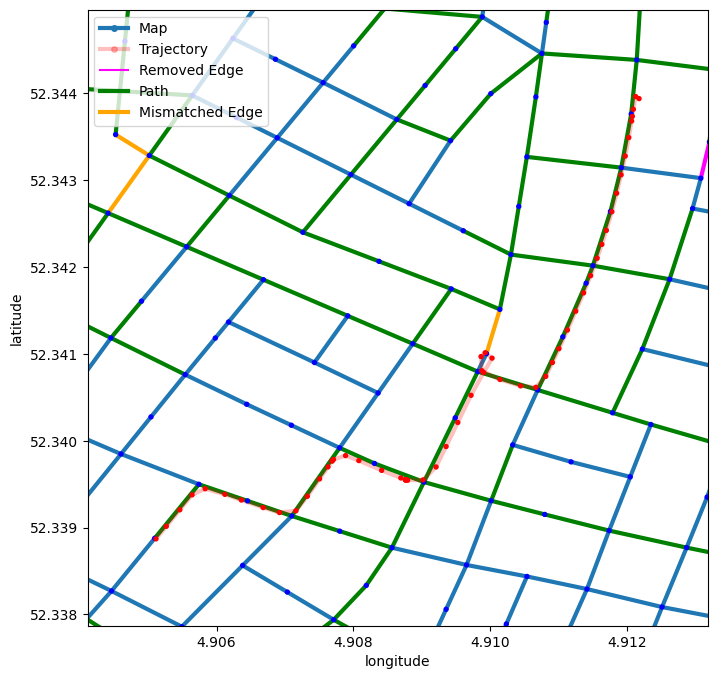 Map
Trajectory
Removed Edge
Path
Mismatched Edge
52.344
52.343
52.342
52.341
52.340
52.339
52.338
latitude
4.906
4.908
4.910
4.912
longitude